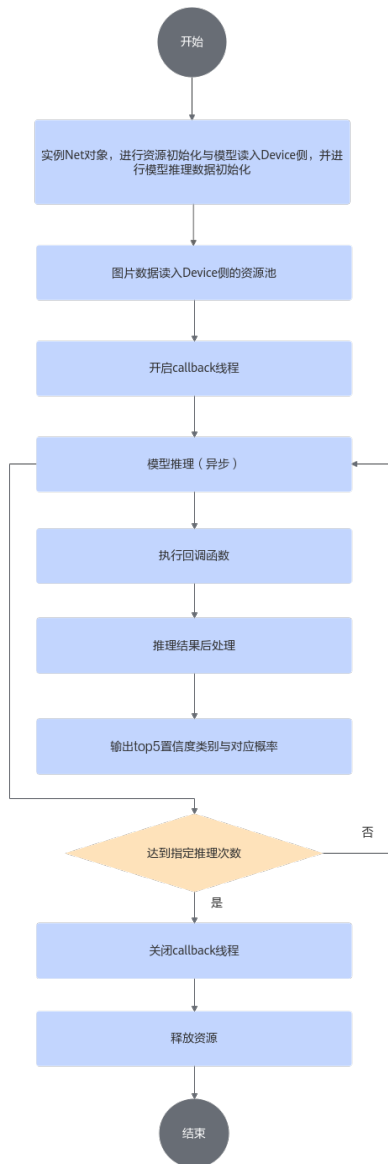 开始
实例Net对象，进行资源初始化与模型读入Device侧，并进
行模型推理数据初始化
图片数据读入Device侧的资源池
开启callback线程
模型推理（异步）
执行回调函数
推理结果后处理
输出top5置信度类别与对应概率
达到指定推理次数
否
是
关闭callback线程
释放资源
结束